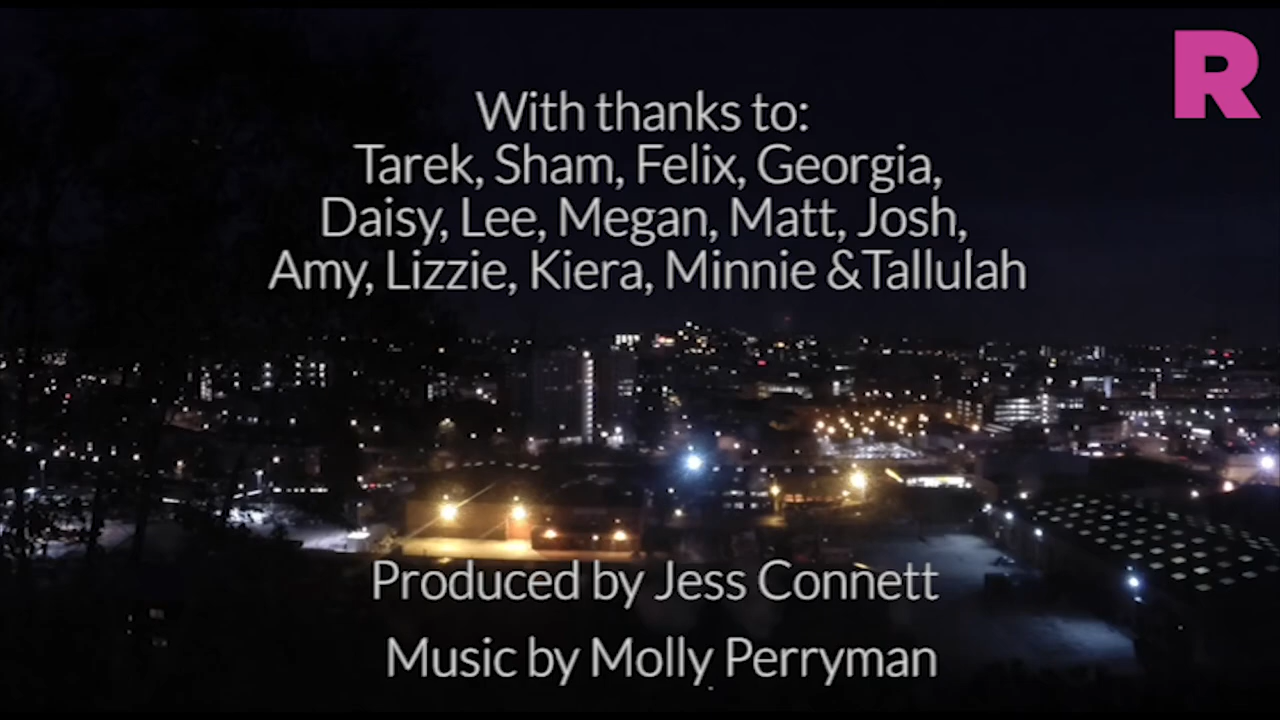 R
With thanks to:
Tarek, Sham, Felix, Georgia,
Daisy, Lee, Megan, Matt, Josh,
Amy, Lizzie, Kiera, Minnie &Tallulah
Produced by Jess Connett
Music by Molly Perryman